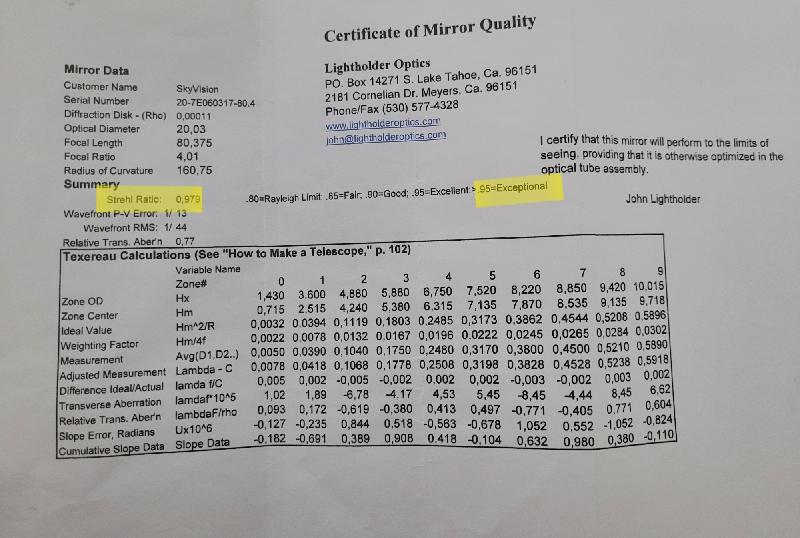 Certificate of Mirror Quality
Mirror Data
Customer Name SkyVision
Serial Number 20-7E060317-80.4
Diffraction Disk - (Rho) 0,00011
Optical Diameter 20,03
Focal Length 80,375
Focal Ratio 4,01
Radius of Curvature 160,75
Lightholder Optics
PO. Box 14271 S. Lake Tahoe, Ca. 96151
2181 Cornelian Dr. Meyers, Ca. 96151
Phone/Fax (530) 577-4328
www.lightholderoptics.com
john@lightholderoptics.com
I certify that this mirror will perform to the limits of
seeing, providing that it is otherwise optimized in the
optical tube assembly.
John Lightholder
Summary
Strehl Ratio: 0,979
.80=Rayleigh Limit .85=Fair; .90=Good; .95=Excellent > .95=Exceptional
Wavefront P-V Error: 1/ 13
Wavefront RMS: 1/ 44
Relative Trans. Aber'n 0,77
Texereau Calculations (See "How to Make a Telescope," p. 102)
Variable Name
Zone# 0 1 2 3 4 5 6 7 8 9
Zone OD Hx 1,430 3.600 4,880 5,880 6,750 7,520 8,220 8,850 9,420 10,015
Zone Center Hm 0,715 2.515 4,240 5,380 6.315 7,135 7,870 8,535 9,135 9,718
Ideal Value Hm^2/R 0,0032 0.0394 0,1119 0,1803 0,2485 0,3173 0,3862 0,4544 0,5208 0,5896
Weighting Factor Hm/4f 0,0022 0.0078 0,0132 0,0167 0,0196 0,0222 0,0245 0,0265 0,0284 0,0302
Measurement Avg(D1,D2..) 0,0050 0.0390 0,1040 0,1750 0,2480 0,3170 0,3800 0,4500 0,5210 0,5890
Adjusted Measurement Lambda - C 0,0078 0,0418 0,1068 0,1778 0,2508 0,3198 0,3828 0,4528 0,5238 0,5918
Difference Ideal/Actual lamda f/C 0,005 0,002 -0,005 -0,002 0,002 0,002 -0,003 -0,002 0,003 0,002
Transverse Aberration lamdaf*10^5 1,02 1,89 -6,78 -4.17 4,53 5,45 -8,45 -4,44 8,45 6,62
Relative Trans. Aber'n lambdaF/rho 0,093 0,172 -0,619 -0,380 0,413 0,497 -0,771 -0,405 0.771 0,604
Slope Error, Radians Ux10^6 -0,127 -0,235 0,844 0.518 -0,563 -0,678 1,052 0,552 -1,052 -0,824
Cumulative Slope Data Slope Data -0,182 -0,691 0,389 0,908 0,418 -0,104 0,632 0,980 0,380 -0,110